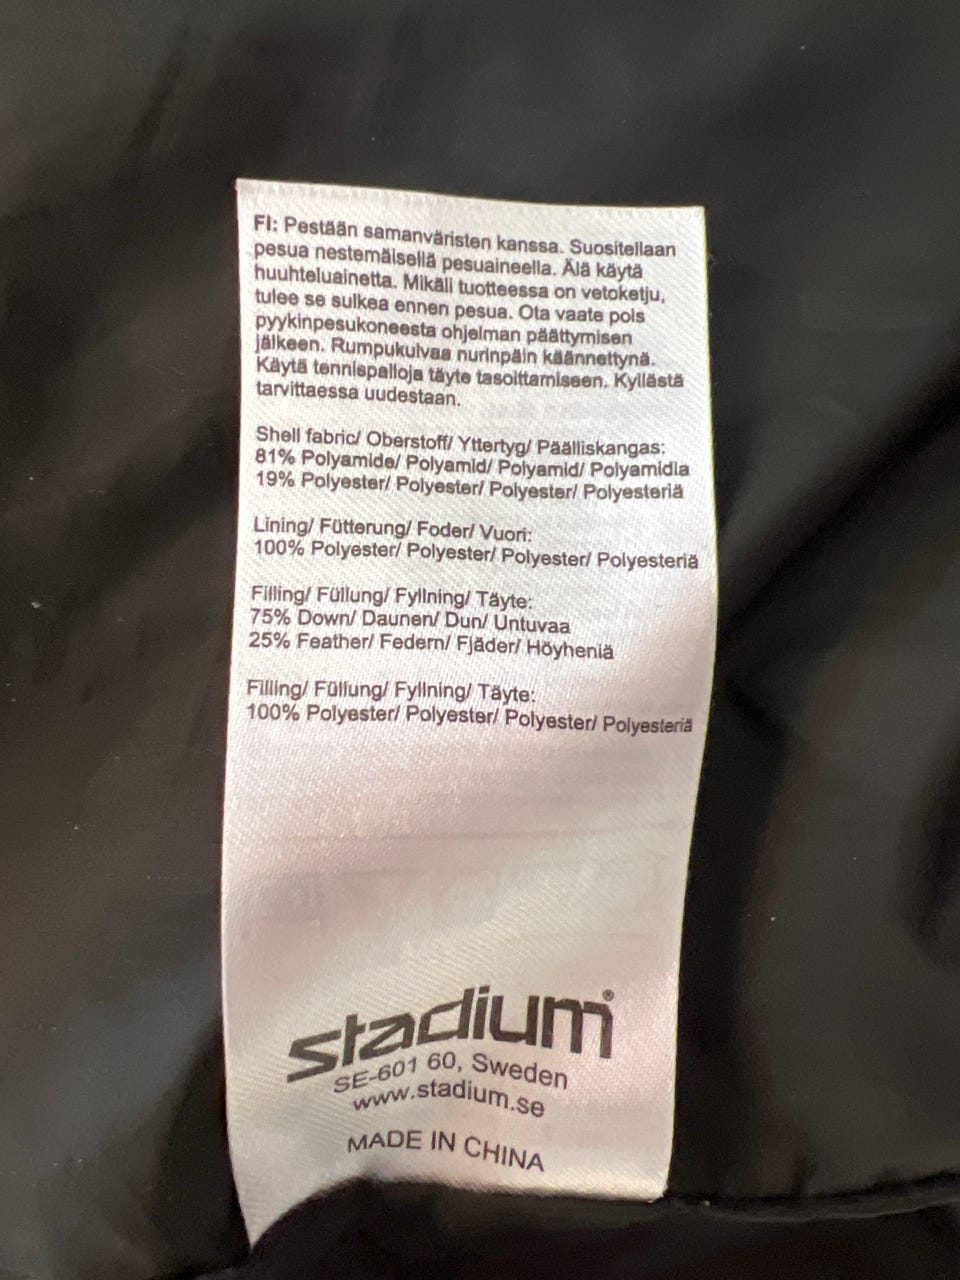 FI: Pestään samanväristen kanssa. Suositellaan
pesua nestemäisellä pesuaineella. Älä käytä
huuhteluainetta. Mikäli tuotteessa on vetoketju,
tulee se sulkea ennen pesua. Ota vaate pois
pyykinpesukoneesta ohjelman päättymisen
jälkeen. Rumpukuivaa nurinpäin käännettynä.
Käytä tennispalloja täyte tasoittamiseen. Kyllästä
tarvittaessa uudestaan.
Shell fabric/ Oberstoff/ Yttertyg/ Päälliskangas:
81% Polyamide/ Polyamid/ Polyamid/ Polyamidia
19% Polyester/ Polyester/ Polyester/ Polyesteriä
Lining/ Fütterung/ Foder/ Vuori:
100% Polyester/ Polyester/ Polyester/ Polyesteriä
Filling/ Füllung/ Fyllning/ Täyte:
75% Down/ Daunen/ Dun/ Untuvaa
25% Feather/ Federn/ Fjäder/ Höyheniä
Filling/ Füllung/ Fyllning/ Täyte:
100% Polyester/ Polyester/ Polyester/ Polyesteriä
stadium®
SE-601 60, Sweden
www.stadium.se
MADE IN CHINA